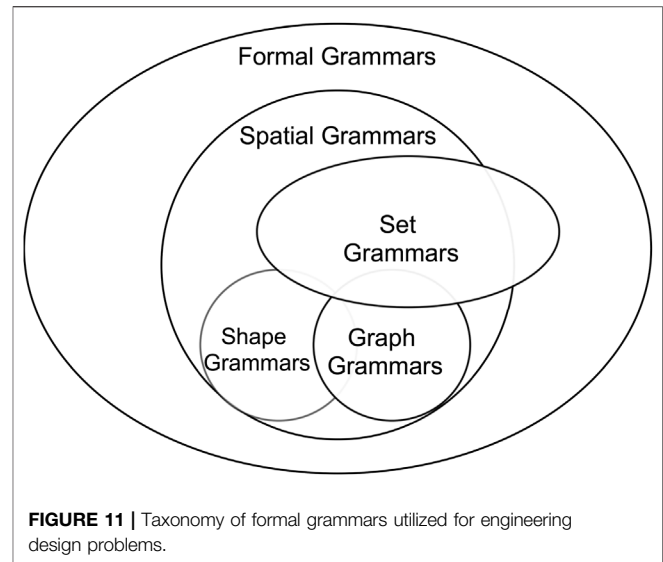 Formal Grammars
Spatial Grammars
Set
Grammars
Shape
Grammars
Graph
Grammars
FIGURE 11 | Taxonomy of formal grammars utilized for engineering
design problems.